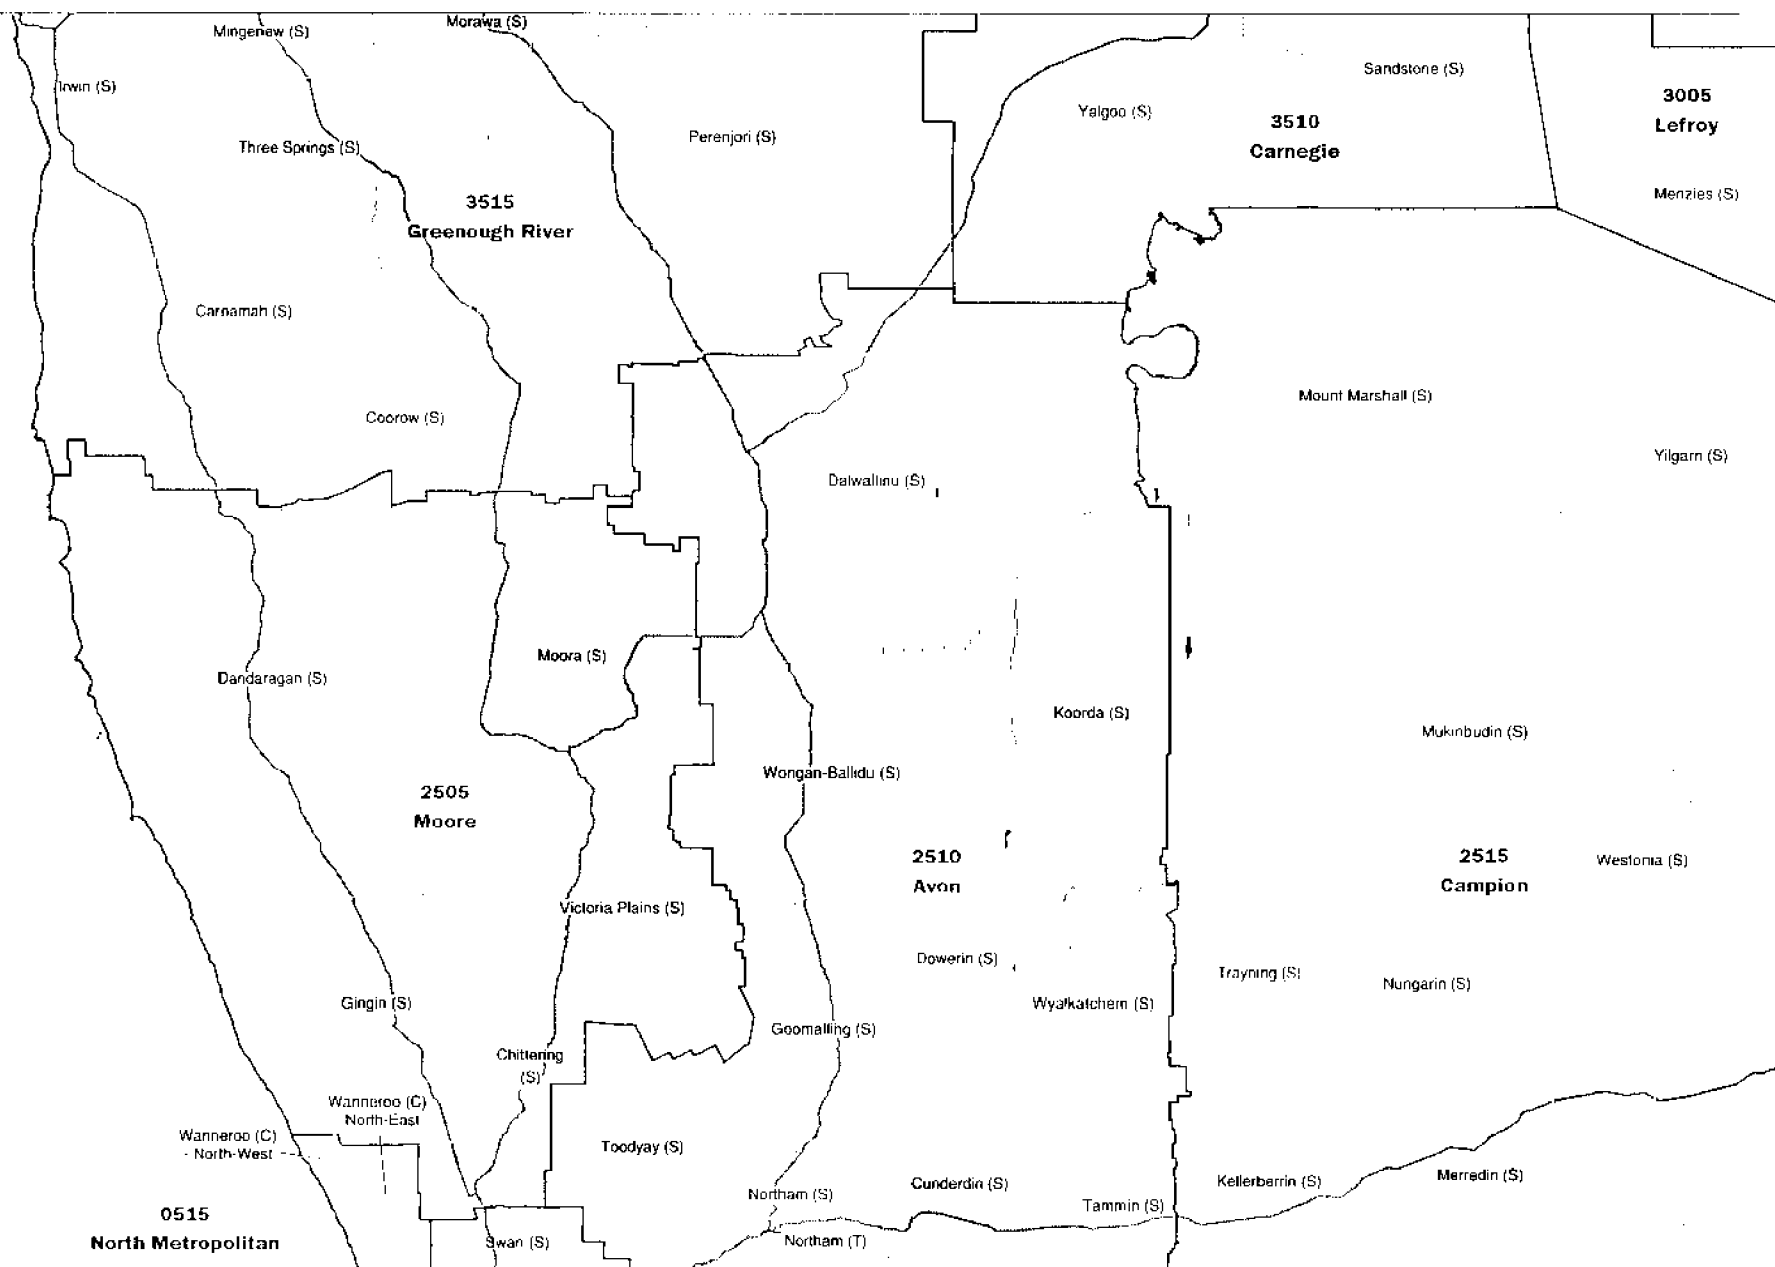 Morawa (S)
Mingenew (S)
Irwin (S)
Sandstone (S)
3005
Lefroy
Yalgoo (S)
3510
Carnegie
Perenjori (S)
Three Springs (S)
Menzies (S)
3515
Greenough River
Carnamah (S)
Mount Marshall (S)
Coorow (S)
Yilgarn (S)
Dalwallinu (S)
Moora (S)
Dandaragan (S)
Koorda (S)
Mukinbudin (S)
Wongan-Ballidu (S)
2505
Moore
2510
Avon
2515
Campion
Westonia (S)
Victoria Plains (S)
Dowerin (S)
Trayning (S)
Nungarin (S)
Gingin (S)
Wyalkatchem (S)
Goomalling (S)
Chittering
(S)
Wanneroo (C)
North-East
Wanneroo (C)
North-West
Toodyay (S)
Merredin (S)
Kellerberrin (S)
Cunderdin (S)
Northam (S)
Tammin (S)
0515
North Metropolitan
Swan (S)
Northam (T)